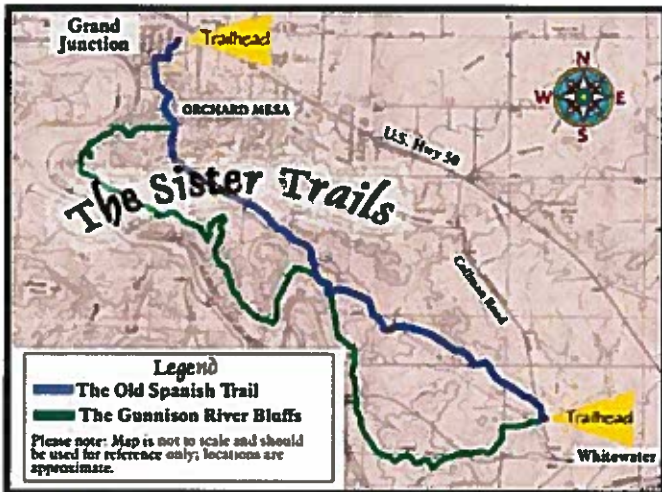 Grand
Junction
Trailhead
ORCHARD MESA
N
W E
S
U.S. Hwy 50
The Sister Trails
Coffman Road
Legend
The Old Spanish Trail
The Gunnison River Bluffs
Please note: Map is not to scale and should
be used for reference only; locations are
approximate.
Trailhead
Whitewater